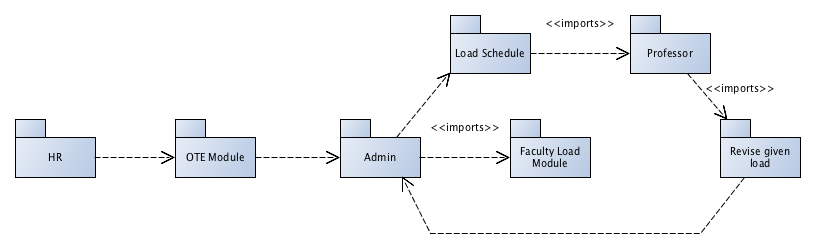 <<imports>>
Load Schedule
Professor
<<imports>>
<<imports>>
HR
OTE Module
Admin
Faculty Load
Module
Revise given
load